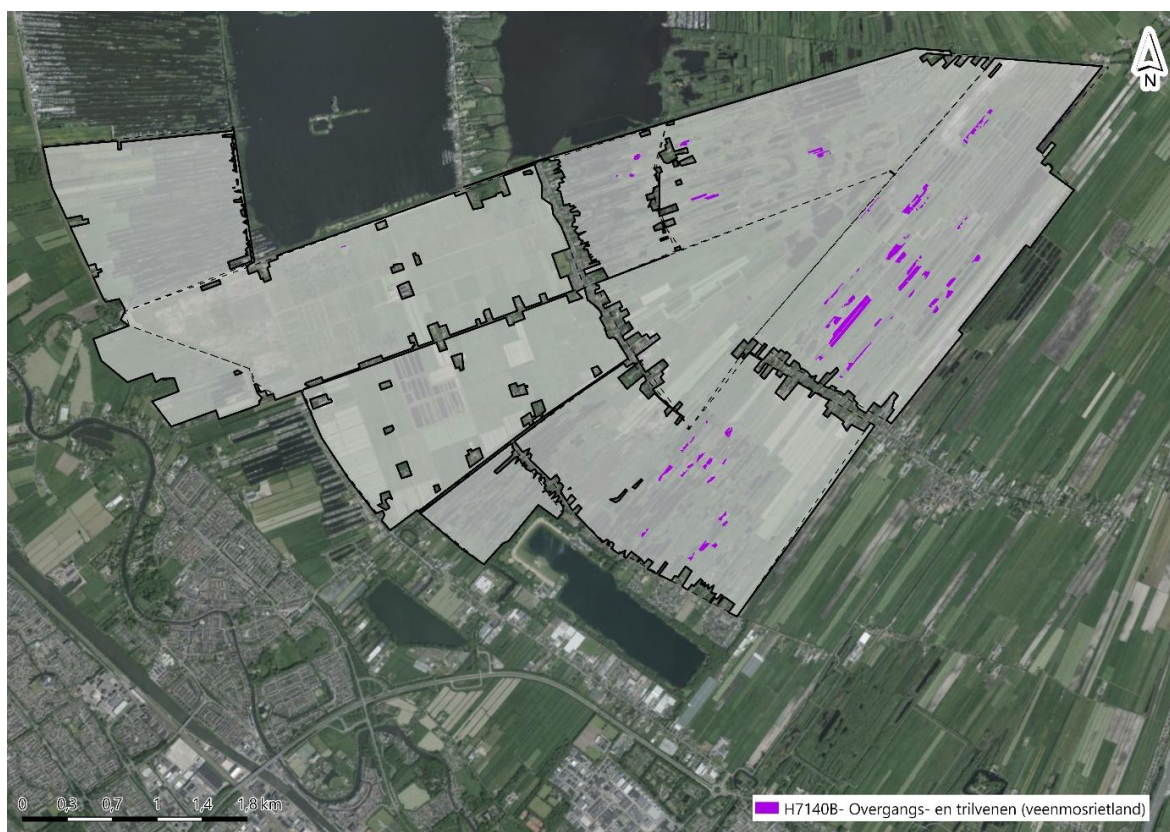 N
0 0,3 0,7 1 1,4 1,8 km
H7140B- Overgangs- en trilvenen (veenmosrietland)